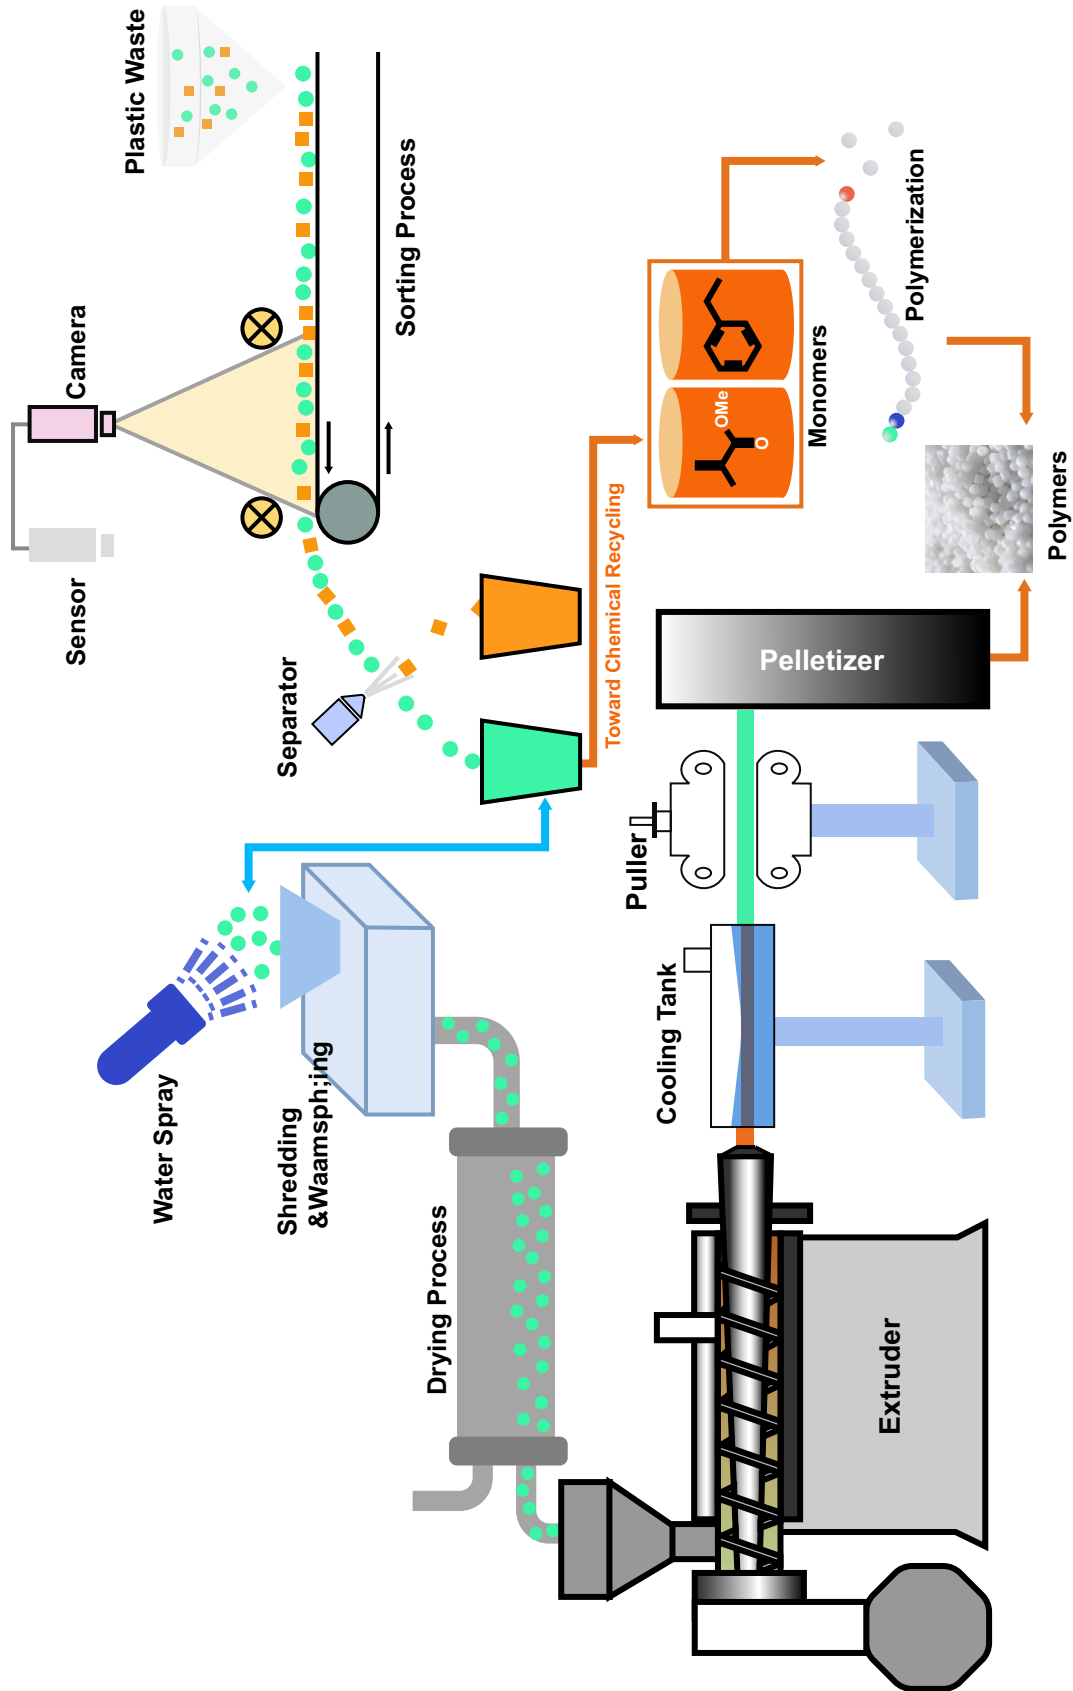 Plastic Waste
Camera
Sensor
Sorting Process
Separator
Water Spray
Shredding
&Waamsph;ing
Drying Process
Toward Chemical Recycling
OMe
O
Monomers
Polymerization
Polymers
Pelletizer
Puller
Cooling Tank
Extruder